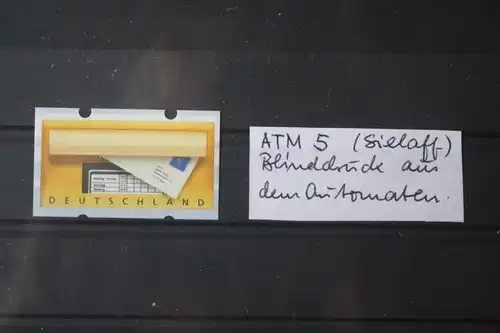 DEUTSCHLAND
ATM 5 (Sielaff)
Blinddruck aus
dem Automaten.